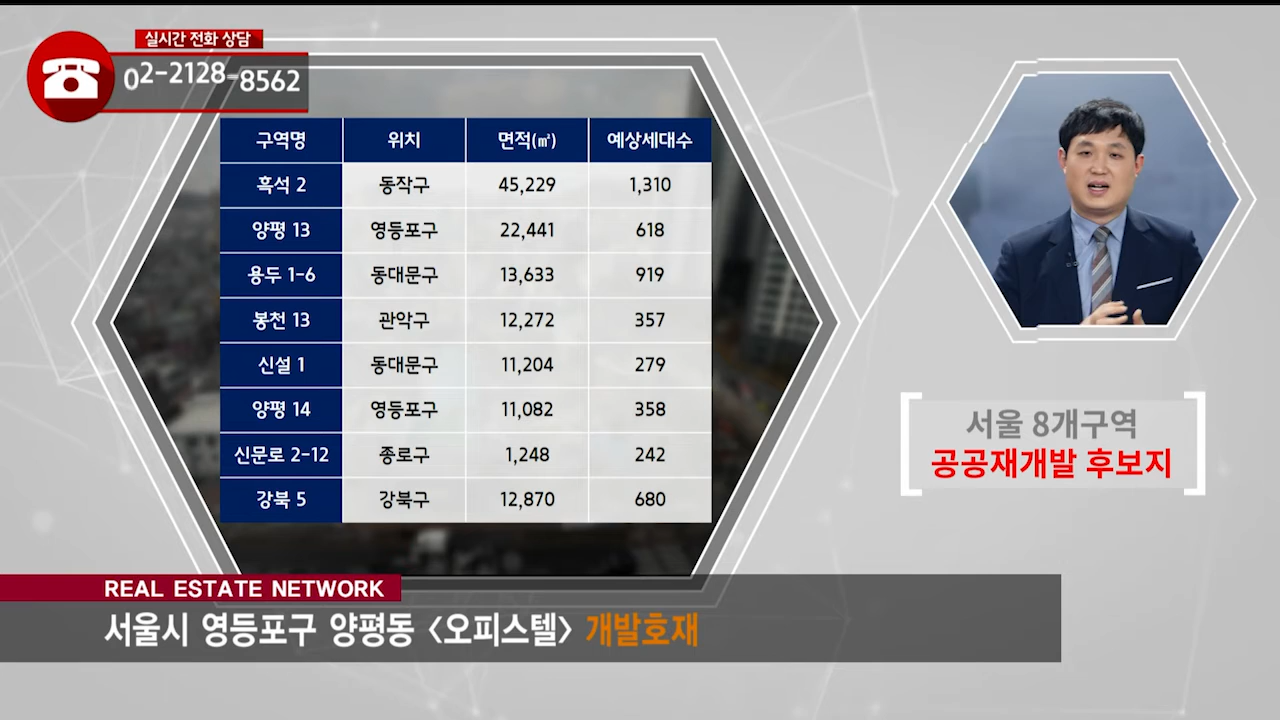 실시간 전화 상담
02-2128-8562
구역명 위치 면적(㎡) 예상세대수
흑석 2 동작구 45,229 1,310
양평 13 영등포구 22,441 618
용두 1-6 동대문구 13,633 919
봉천 13 관악구 12,272 357
신설 1 동대문구 11,204 279
양평 14 영등포구 11,082 358
신문로 2-12 종로구 1,248 242
강북 5 강북구 12,870 680
서울 8개구역
공공재개발 후보지
REAL ESTATE NETWORK
서울시 영등포구 양평동 <오피스텔> 개발호재